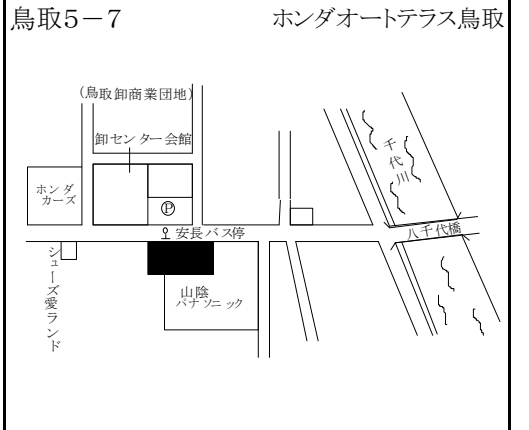 鳥取5－7
ホンダオートテラス鳥取
(鳥取卸商業団地)
卸センター会館
ホンダ
カーズ
Ⓟ
安長バス停
千代川
八千代橋
シューズ愛ランド
山陰
パナソニック